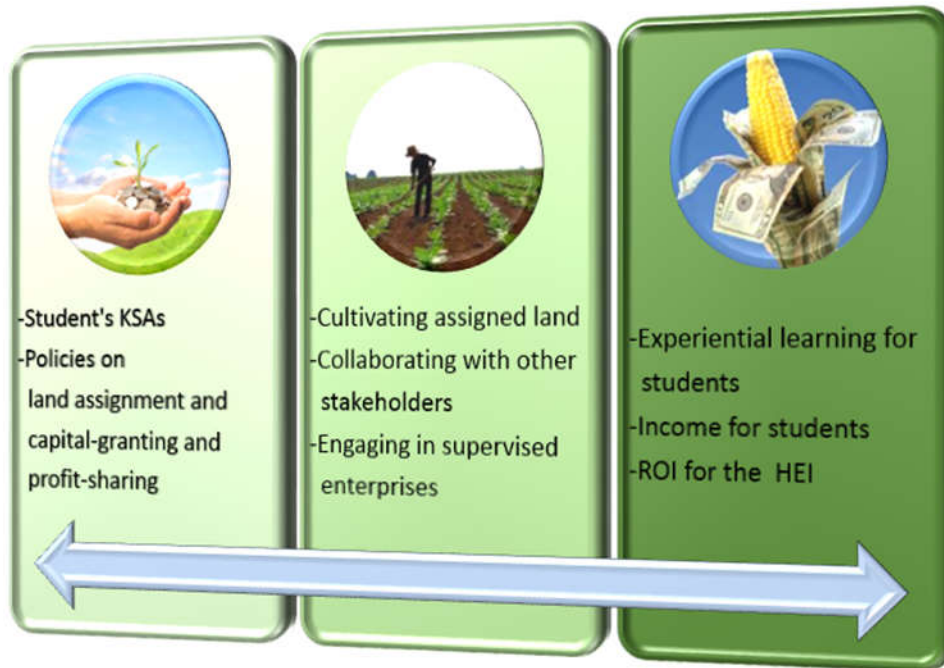 -Student's KSAs
-Policies on
land assignment and
capital-granting and
profit-sharing
-Cultivating assigned land
-Collaborating with other
stakeholders
-Engaging in supervised
enterprises
-Experiential learning for
students
-Income for students
-ROI for the HEI